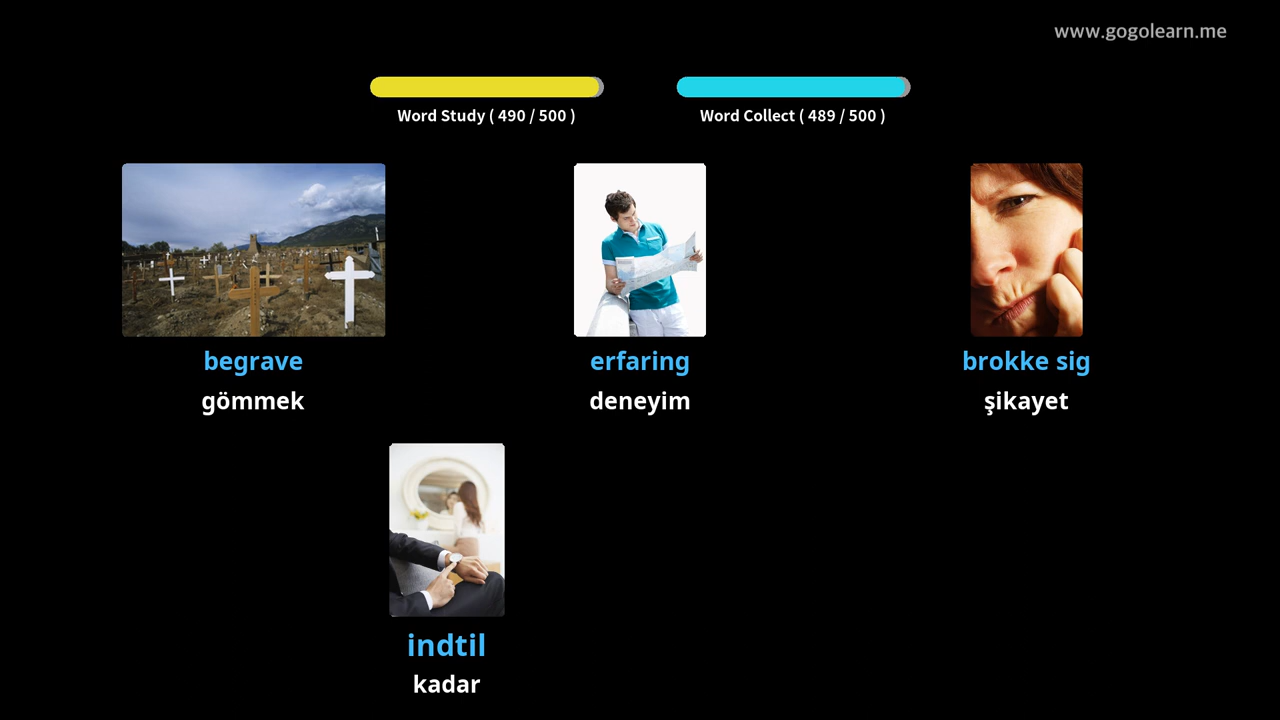 www.gogolearn.me
Word Study ( 490 / 500 )
Word Collect ( 489 / 500 )
begrave
erfaring
brokke sig
gömmek
deneyim
şikayet
indtil
kadar